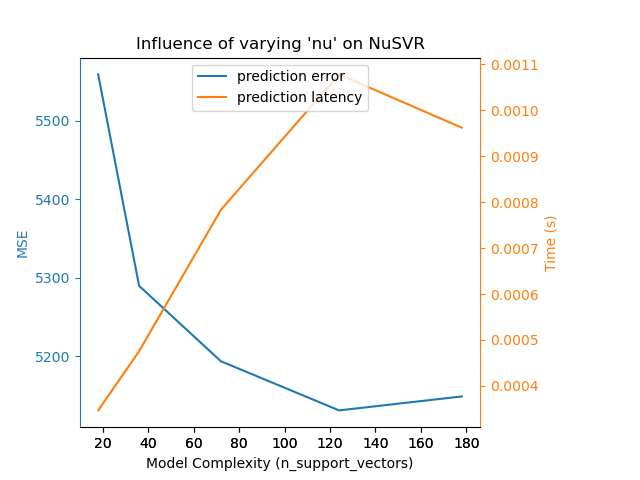 Influence of varying 'nu' on NuSVR
prediction error
prediction latency
5500
5400
5300
5200
MSE
0.0011
0.0010
0.0009
0.0008
0.0007
0.0006
0.0005
0.0004
Time (s)
20 40 60 80 100 120 140 160 180
Model Complexity (n_support_vectors)